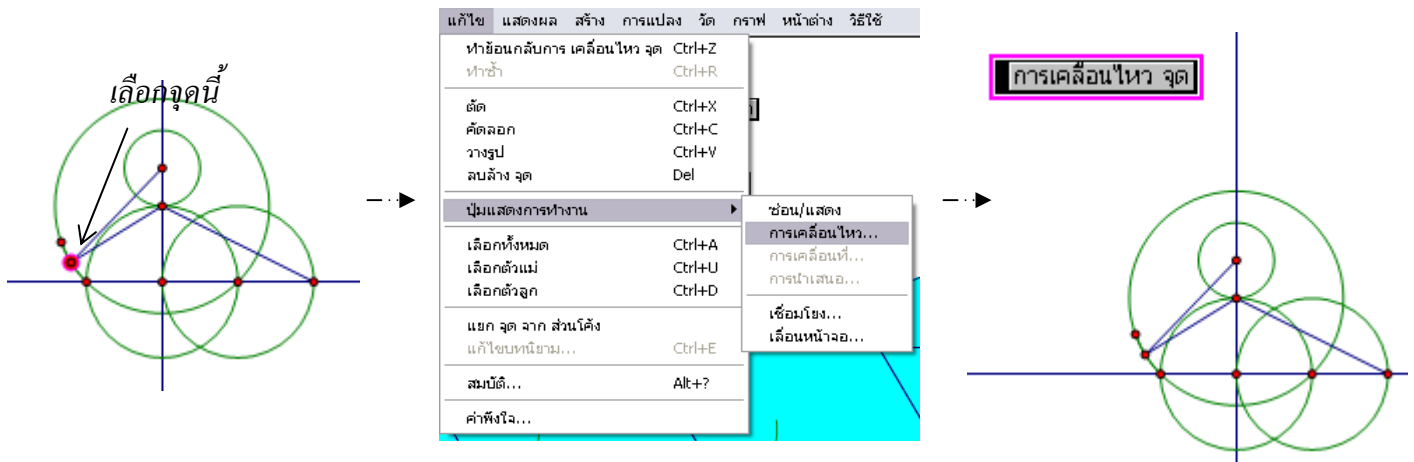 เลือกจุดนี้
แก้ไข แสดงผล สร้าง การแปลง วัด กราฟ หน้าต่าง วิธีใช้
ทำย้อนกลับการ เคลื่อนไหว จุด Ctrl+Z
ทำซ้ำ Ctrl+R
ตัด Ctrl+X
คัดลอก Ctrl+C
วางรูป Ctrl+V
ลบล้าง จุด Del
ปุ่มแสดงการทำงาน
เลือกทั้งหมด Ctrl+A
เลือกตัวแม่ Ctrl+U
เลือกตัวลูก Ctrl+D
แยก จุด จาก ส่วนโค้ง
แก้ไขบทนิยาม... Ctrl+E
สมบัติ... Alt+?
ค่าพึงใจ...
ซ่อน/แสดง
การเคลื่อนไหว...
การเคลื่อนที่...
การนำเสนอ...
เชื่อมโยง...
เลื่อนหน้าจอ...
การเคลื่อนไหว จุด